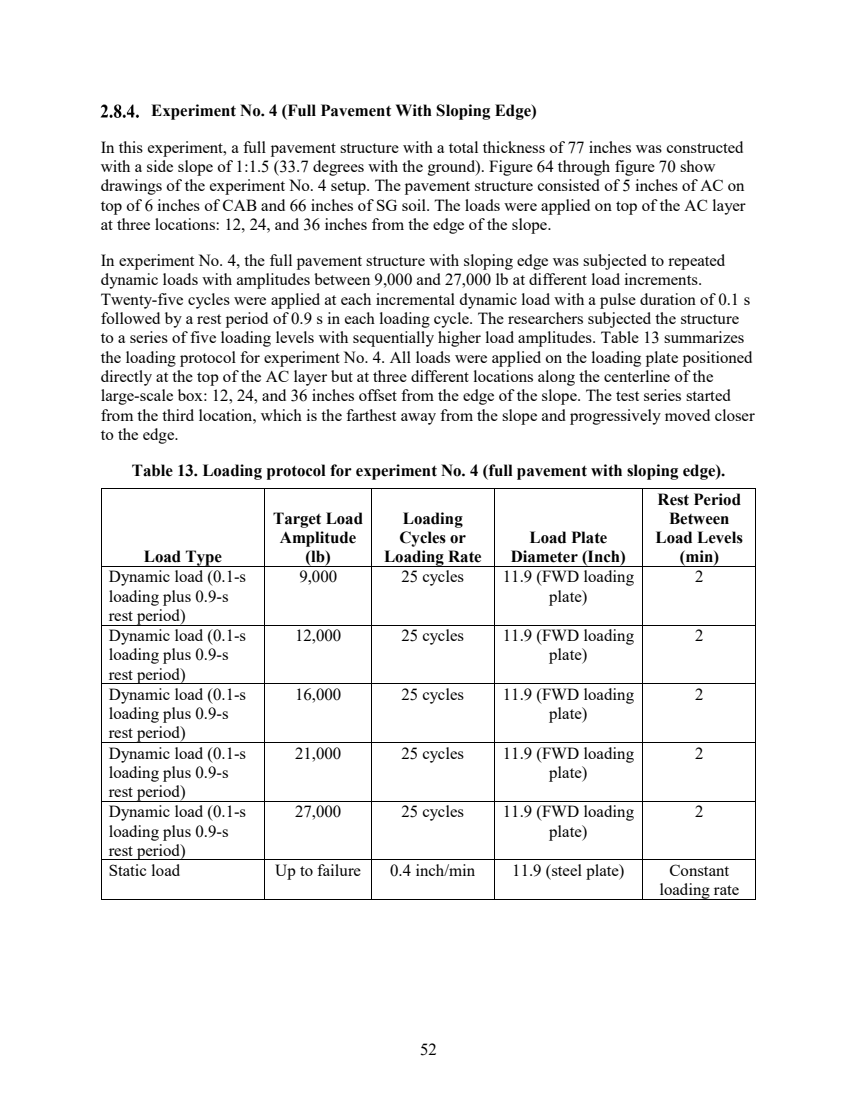 2.8.4. Experiment No. 4 (Full Pavement With Sloping Edge)
In this experiment, a full pavement structure with a total thickness of 77 inches was constructed
with a side slope of 1:1.5 (33.7 degrees with the ground). Figure 64 through figure 70 show
drawings of the experiment No. 4 setup. The pavement structure consisted of 5 inches of AC on
top of 6 inches of CAB and 66 inches of SG soil. The loads were applied on top of the AC layer
at three locations: 12, 24, and 36 inches from the edge of the slope.
In experiment No. 4, the full pavement structure with sloping edge was subjected to repeated
dynamic loads with amplitudes between 9,000 and 27,000 lb at different load increments.
Twenty-five cycles were applied at each incremental dynamic load with a pulse duration of 0.1 s
followed by a rest period of 0.9 s in each loading cycle. The researchers subjected the structure
to a series of five loading levels with sequentially higher load amplitudes. Table 13 summarizes
the loading protocol for experiment No. 4. All loads were applied on the loading plate positioned
directly at the top of the AC layer but at three different locations along the centerline of the
large-scale box: 12, 24, and 36 inches offset from the edge of the slope. The test series started
from the third location, which is the farthest away from the slope and progressively moved closer
to the edge.
Table 13. Loading protocol for experiment No. 4 (full pavement with sloping edge).
Load Type
Target Load
Amplitude
(lb)
Loading
Cycles or
Loading Rate
Load Plate
Diameter (Inch)
Rest Period
Between
Load Levels
(min)
Dynamic load (0.1-s
loading plus 0.9-s
rest period)
9,000
25 cycles
11.9 (FWD loading
plate)
2
Dynamic load (0.1-s
loading plus 0.9-s
rest period)
12,000
25 cycles
11.9 (FWD loading
plate)
2
Dynamic load (0.1-s
loading plus 0.9-s
rest period)
16,000
25 cycles
11.9 (FWD loading
plate)
2
Dynamic load (0.1-s
loading plus 0.9-s
rest period)
21,000
25 cycles
11.9 (FWD loading
plate)
2
Dynamic load (0.1-s
loading plus 0.9-s
rest period)
27,000
25 cycles
11.9 (FWD loading
plate)
2
Static load
Up to failure
0.4 inch/min
11.9 (steel plate)
Constant
loading rate
52